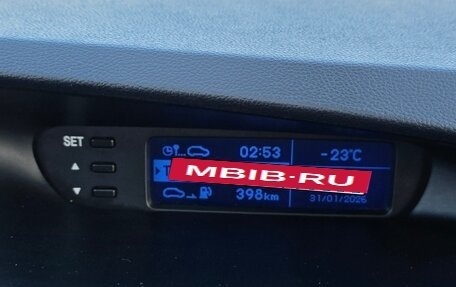 SET
02:53 -23°C
▸T
MBIB-RU
398km 31/01/2026